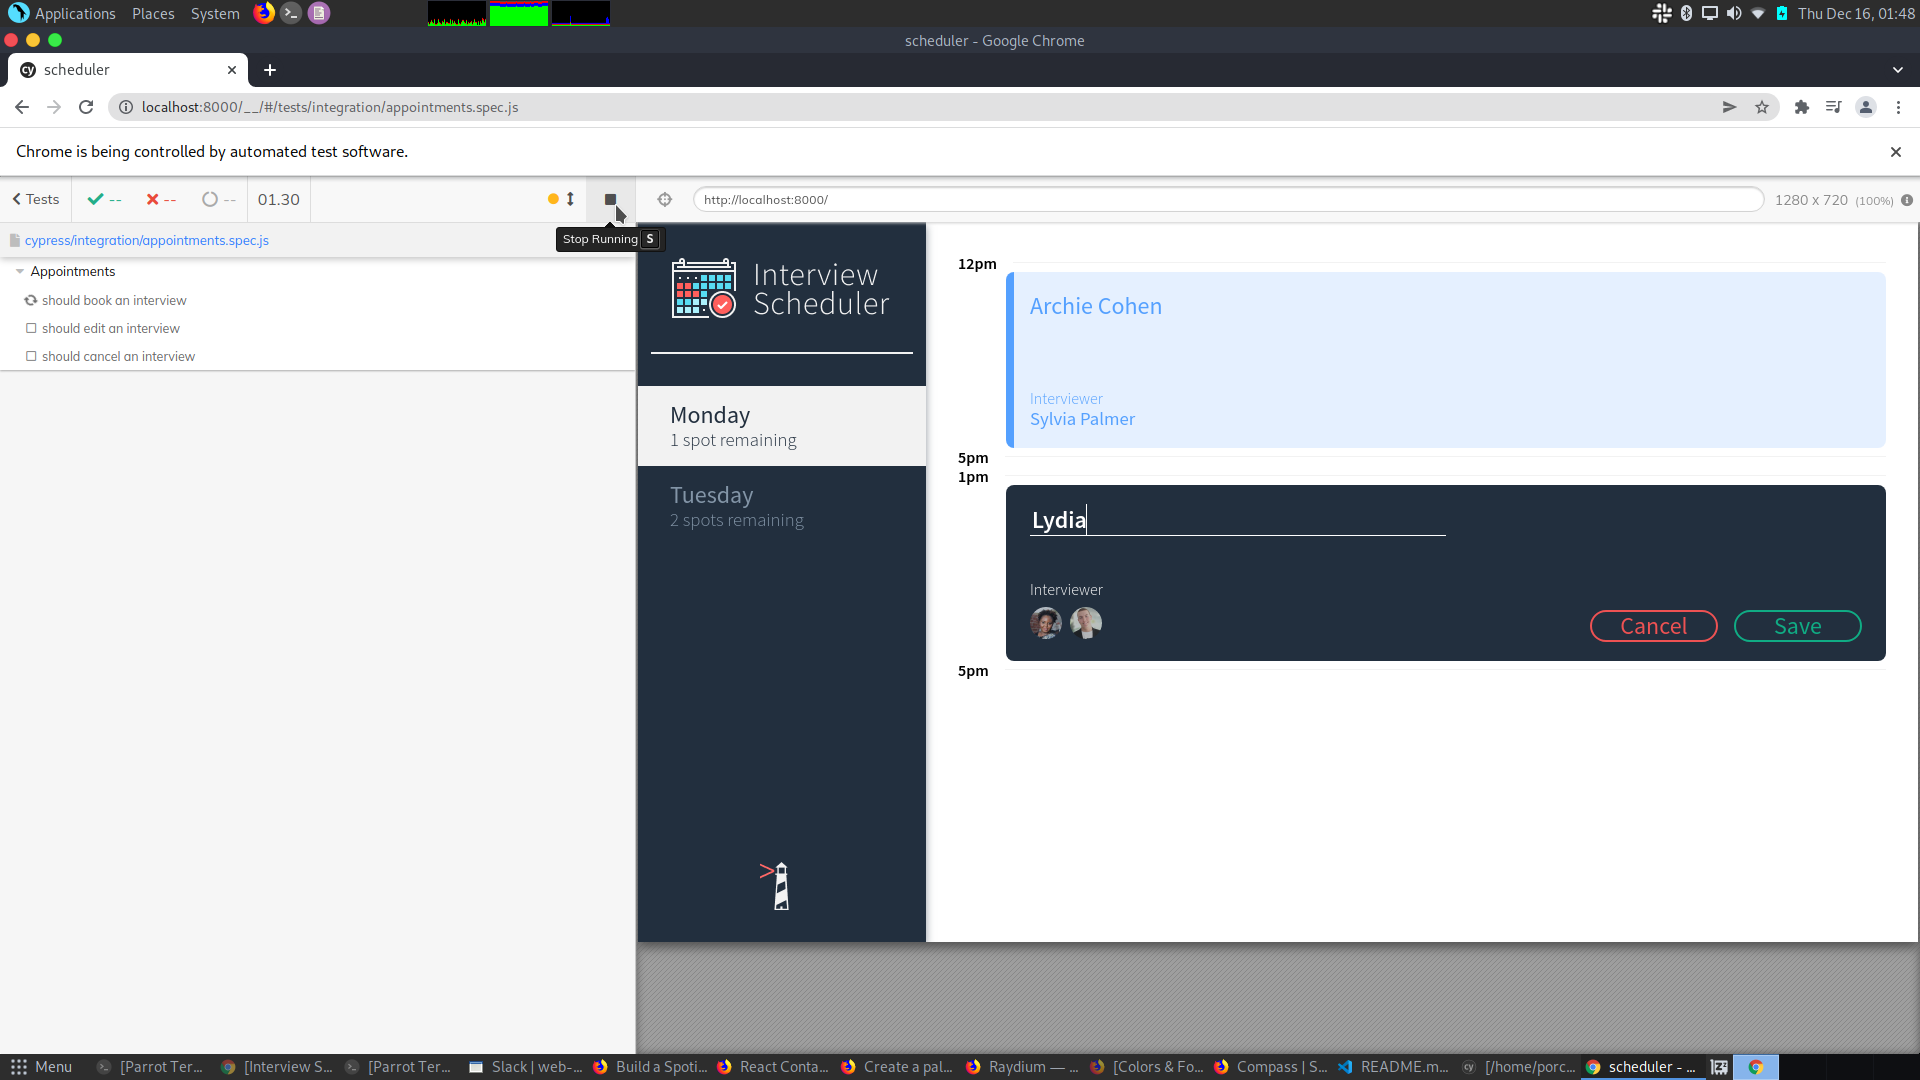 Applications Places System Thu Dec 16, 01:48
scheduler - Google Chrome
cy scheduler
localhost:8000/__/#/tests/integration/appointments.spec.js
Chrome is being controlled by automated test software.
Tests -- -- -- 01.30 http://localhost:8000/ 1280 x 720 (100%)
cypress/integration/appointments.spec.js
Stop Running S
Appointments
should book an interview
should edit an interview
should cancel an interview
Interview
Scheduler
Monday
1 spot remaining
Tuesday
2 spots remaining
12pm
Archie Cohen
Interviewer
Sylvia Palmer
5pm
1pm
Lydia
Interviewer
Cancel Save
5pm
Menu [Parrot Ter... [Interview S... [Parrot Ter... Slack | web-... Build a Spoti... React Conta... Create a pal... Raydium — ... [Colors & Fo... Compass | S... README.m... [/home/porc... scheduler - ...